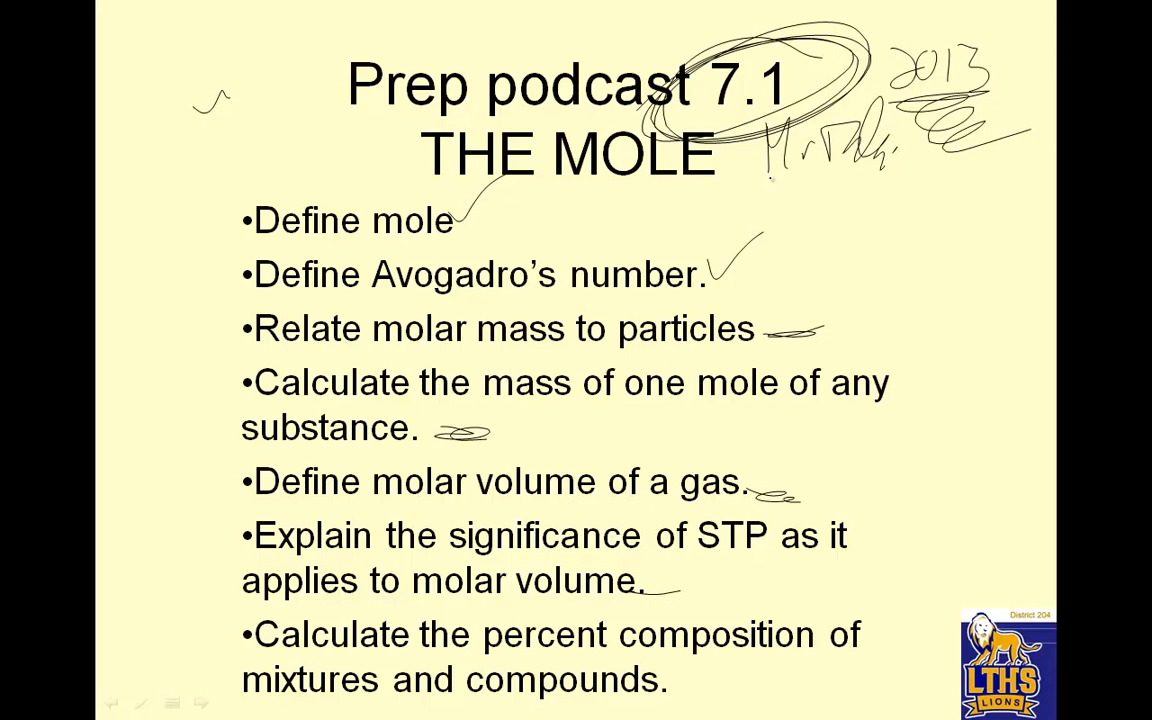 Prep podcast 7.1
2013
THE MOLE
•Define mole
•Define Avogadro's number.
•Relate molar mass to particles
•Calculate the mass of one mole of any
substance.
•Define molar volume of a gas.
•Explain the significance of STP as it
applies to molar volume.
•Calculate the percent composition of
mixtures and compounds.
District 204
LTHS
LIONS